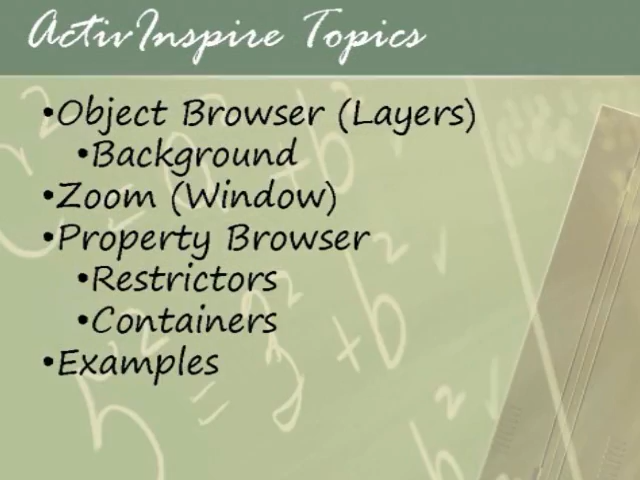 ActivInspire Topics
•Object Browser (Layers)
•Background
•Zoom (Window)
•Property Browser
•Restrictors
•Containers
•Examples